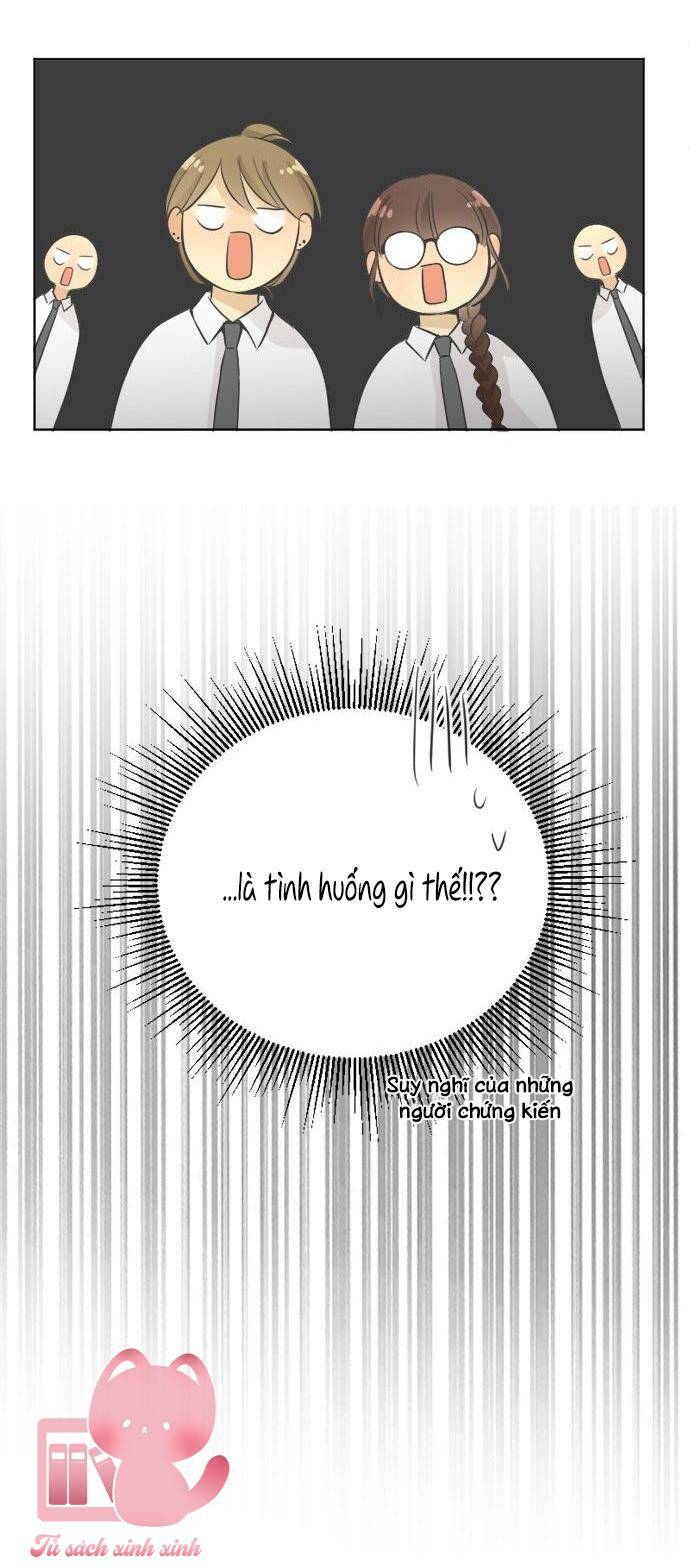 ...là tình huống gì thế!!??
Suy nghĩ của những
người chứng kiến
Tủ sách xinh xinh